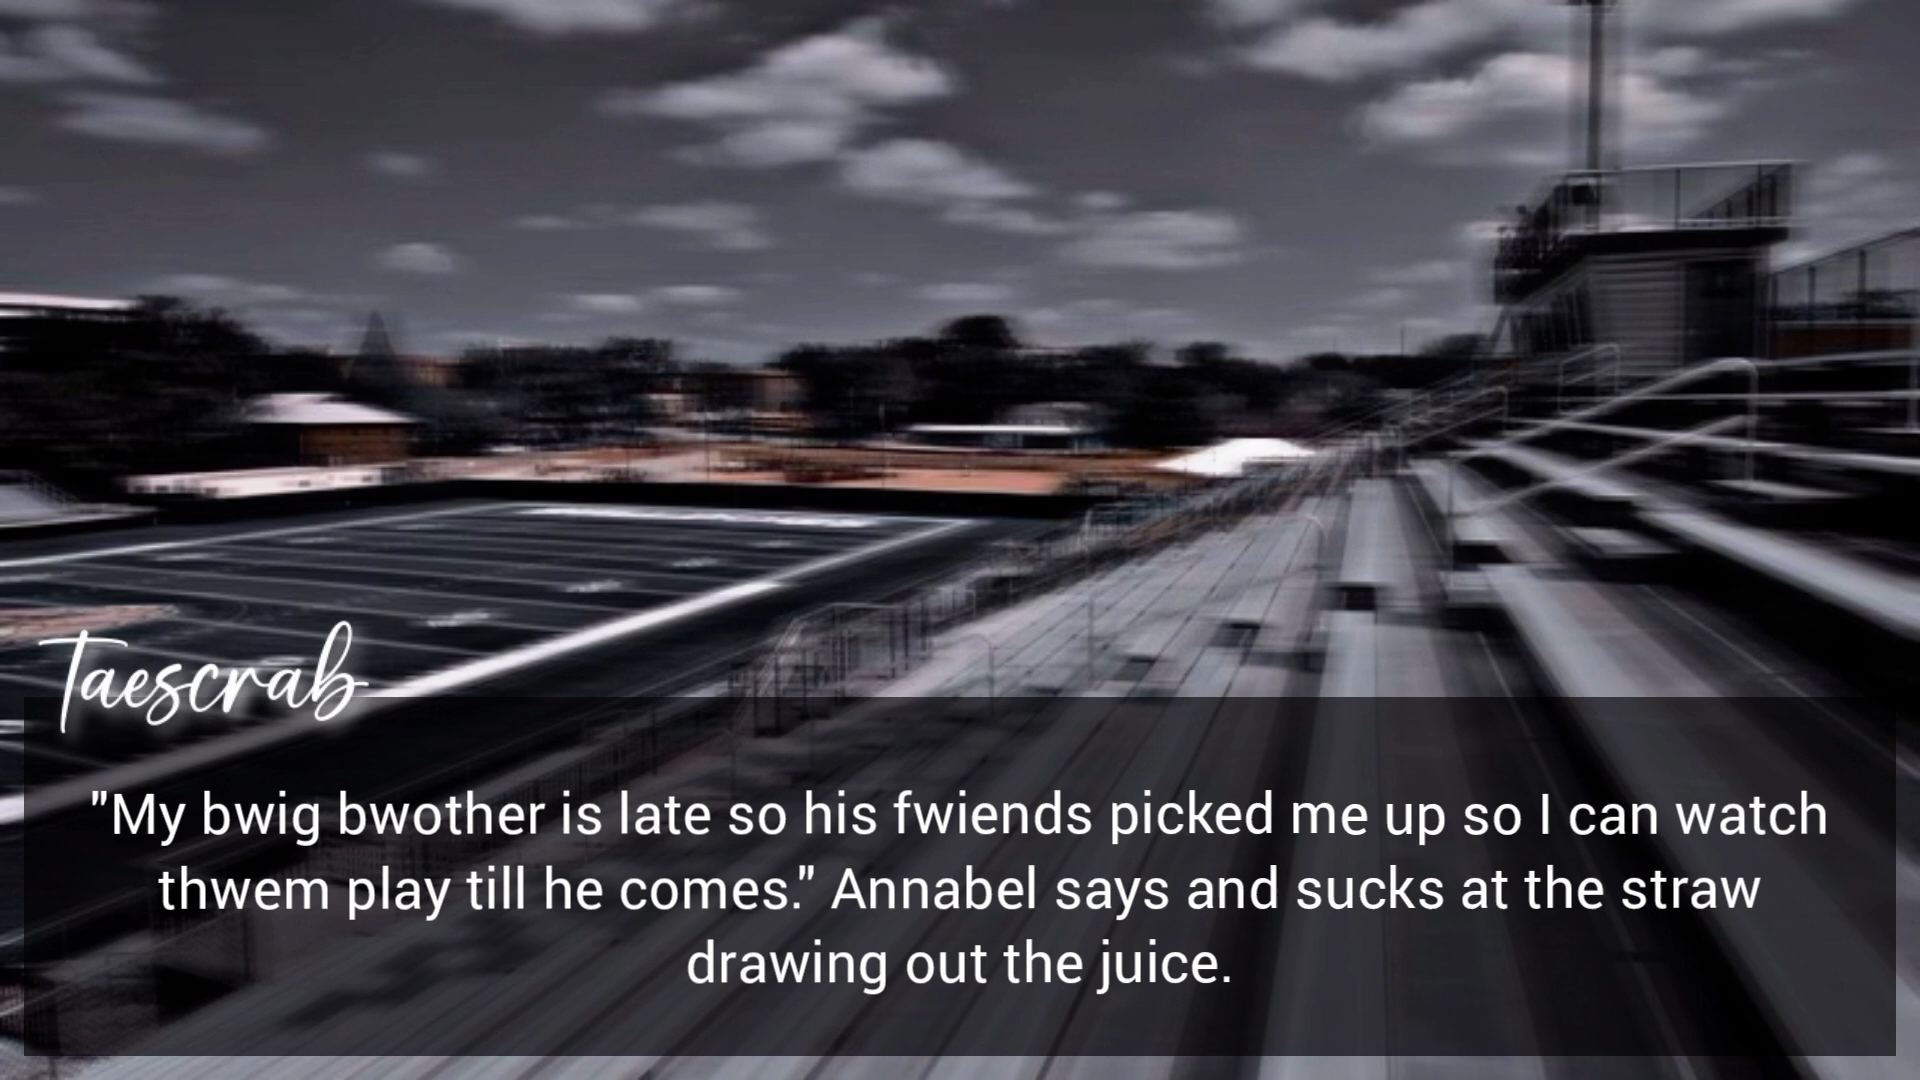 Taescrab
"My bwig bwother is late so his fwiends picked me up so I can watch
thwem play till he comes." Annabel says and sucks at the straw
drawing out the juice.